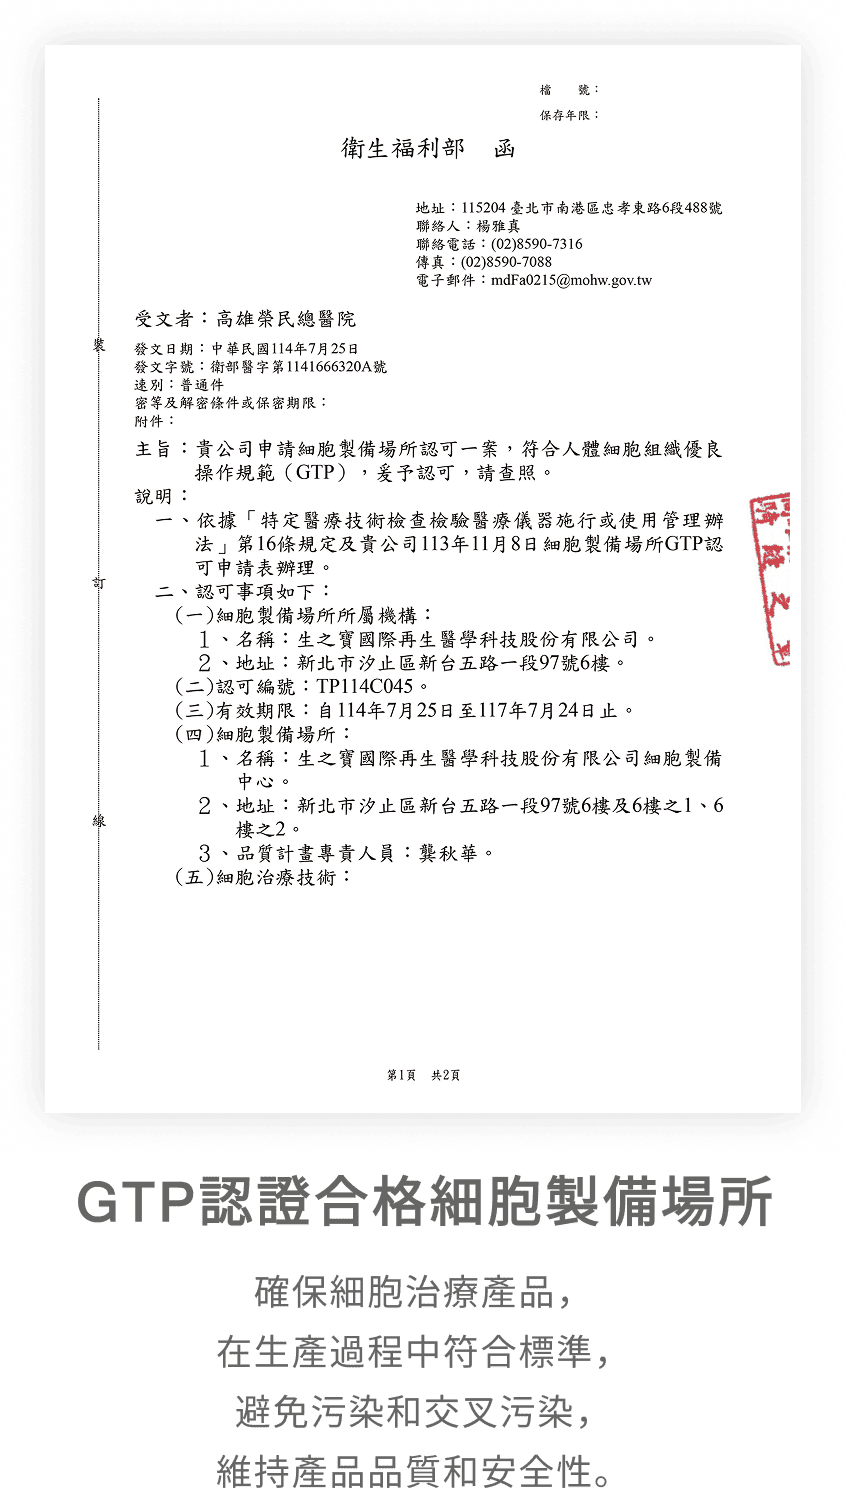 檔　　號：
保存年限：
衛生福利部　函
地址：115204 臺北市南港區忠孝東路6段488號
聯絡人：楊雅真
聯絡電話：(02)8590-7316
傳真：(02)8590-7088
電子郵件：mdFa0215@mohw.gov.tw
受文者：高雄榮民總醫院
發文日期：中華民國114年7月25日
發文字號：衛部醫字第1141666320A號
速別：普通件
密等及解密條件或保密期限：
附件：
主旨：貴公司申請細胞製備場所認可一案，符合人體細胞組織優良
操作規範（GTP），爰予認可，請查照。
說明：
一、依據「特定醫療技術檢查檢驗醫療儀器施行或使用管理辦
法」第16條規定及貴公司113年11月8日細胞製備場所GTP認
可申請表辦理。
二、認可事項如下：
(一)細胞製備場所所屬機構：
１、名稱：生之寶國際再生醫學科技股份有限公司。
２、地址：新北市汐止區新台五路一段97號6樓。
(二)認可編號：TP114C045。
(三)有效期限：自114年7月25日至117年7月24日止。
(四)細胞製備場所：
１、名稱：生之寶國際再生醫學科技股份有限公司細胞製備
中心。
２、地址：新北市汐止區新台五路一段97號6樓及6樓之1、6
樓之2。
３、品質計畫專責人員：龔秋華。
(五)細胞治療技術：
裝
訂
線
第1頁　共2頁
GTP認證合格細胞製備場所
確保細胞治療產品，
在生產過程中符合標準，
避免污染和交叉污染，
維持產品品質和安全性。